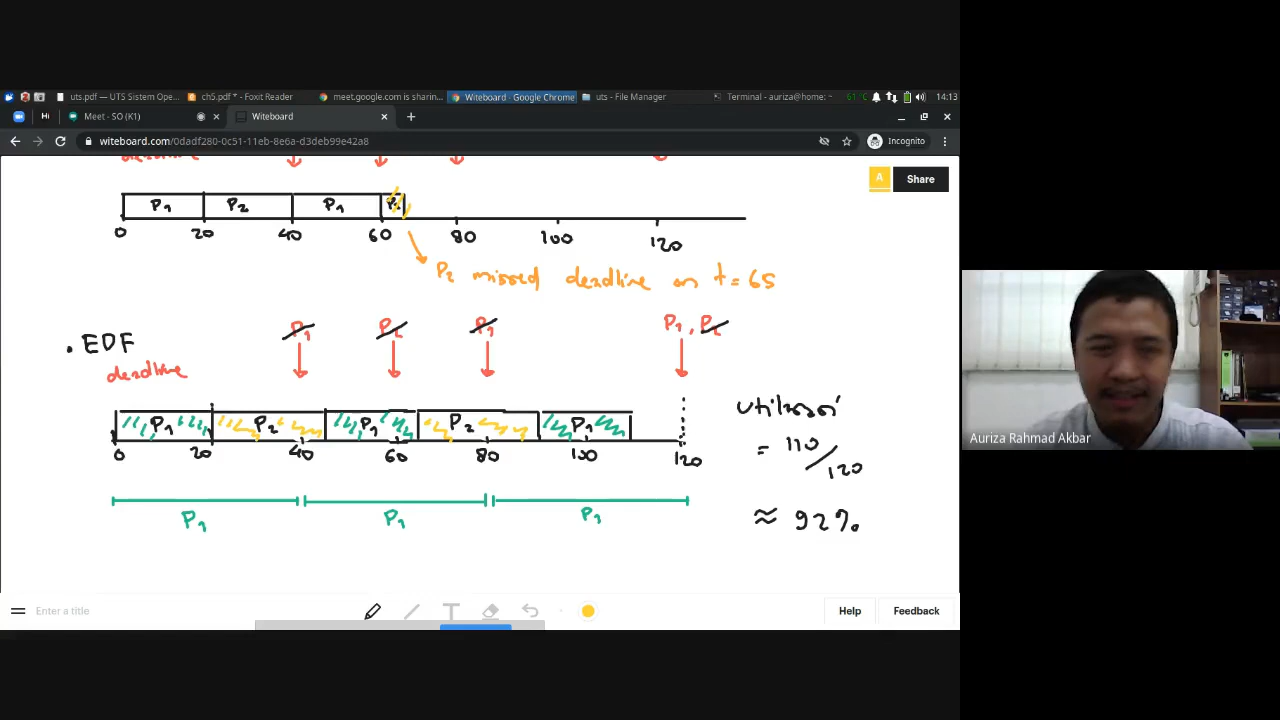 uts.pdf — UTS Sistem Ope...
ch5.pdf * - Foxit Reader
meet.google.com is sharin...
Witeboard - Google Chrome
uts - File Manager
Terminal - auriza@home: ~
61°C
14:13
Hi
Meet - SO (K1)
Witeboard
witeboard.com/0dadf280-0c51-11eb-8e6a-d3deb99e42a8
Incognito
deadline
A
Share
P1 P2 P1 P2
0 20 40 60 80 100 120
P2 missed deadline on t = 65
P1 P2 P1 P1, P2
• EDF
deadline
P1 P2 P1 P2 P1
0 20 40 60 80 100 120
P1 P1 P1
utilisasi
= 110/120
≈ 92%
Auriza Rahmad Akbar
Enter a title
T
Help
Feedback